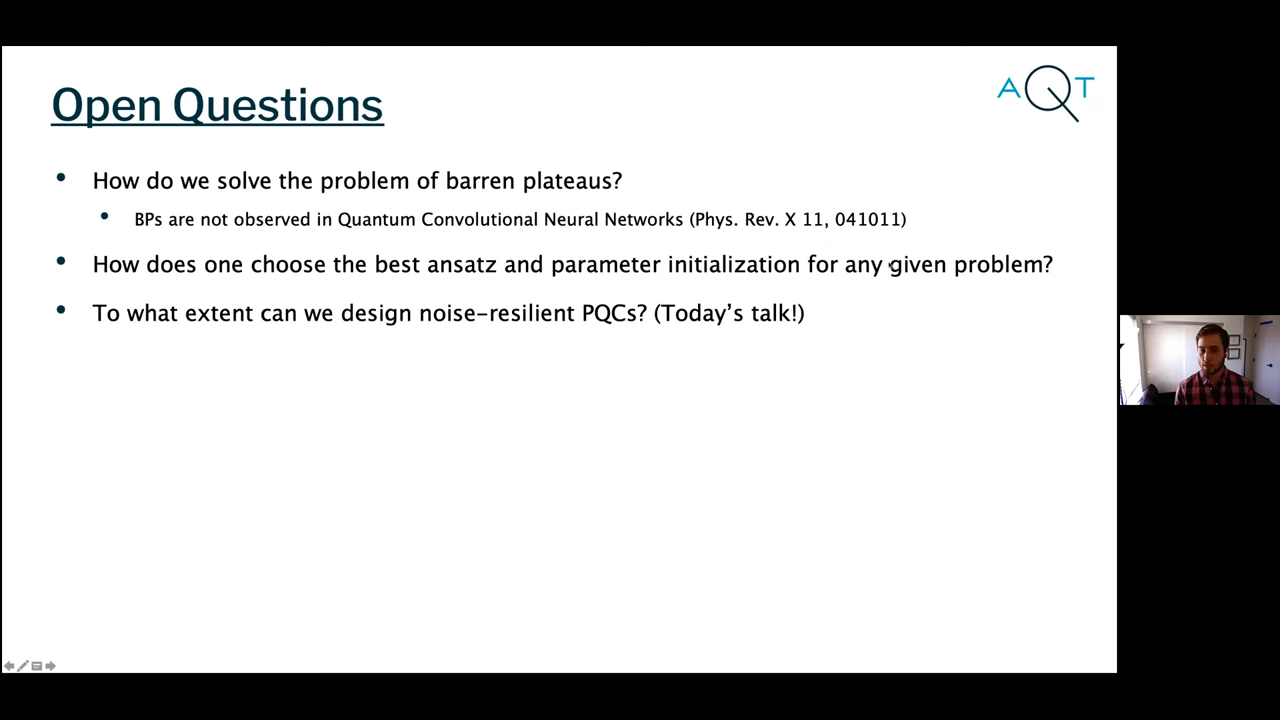 AQT
Open Questions
• How do we solve the problem of barren plateaus?
• BPs are not observed in Quantum Convolutional Neural Networks (Phys. Rev. X 11, 041011)
• How does one choose the best ansatz and parameter initialization for any given problem?
• To what extent can we design noise-resilient PQCs? (Today's talk!)